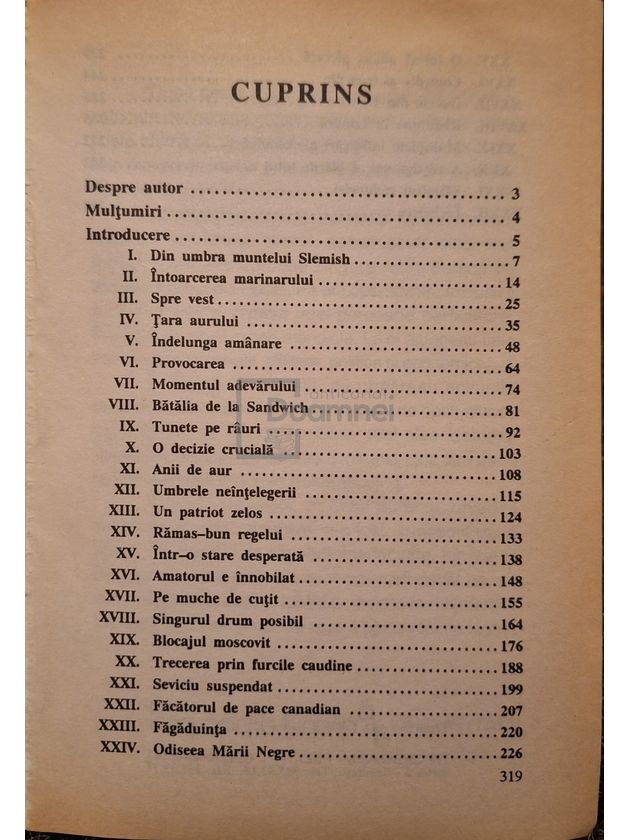 CUPRINS
Despre autor 3
Mulţumiri 4
Introducere 5
I. Din umbra muntelui Slemish 7
II. Întoarcerea marinarului 14
III. Spre vest 25
IV. Ţara aurului 35
V. Îndelunga amânare 48
VI. Provocarea 64
VII. Momentul adevărului 74
VIII. Bătălia de la Sandwich 81
IX. Tunete pe râuri 92
X. O decizie crucială 103
XI. Anii de aur 108
XII. Umbrele neînţelegerii 115
XIII. Un patriot zelos 124
XIV. Rămas-bun regelui 133
XV. Într-o stare desperată 138
XVI. Amatorul e înnobilat 148
XVII. Pe muche de cuţit 155
XVIII. Singurul drum posibil 164
XIX. Blocajul moscovit 176
XX. Trecerea prin furcile caudine 188
XXI. Seviciu suspendat 199
XXII. Făcătorul de pace canadian 207
XXIII. Făgăduinţa 220
XXIV. Odiseea Mării Negre 226
319
anticariat
Doamnei